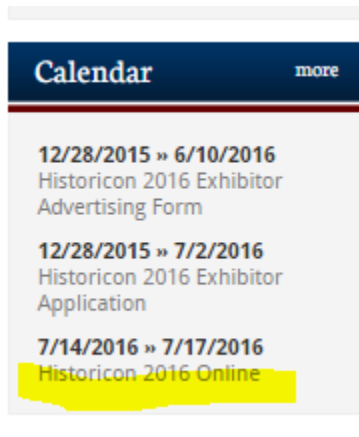 Calendar more
12/28/2015 » 6/10/2016
Historicon 2016 Exhibitor
Advertising Form
12/28/2015 » 7/2/2016
Historicon 2016 Exhibitor
Application
7/14/2016 » 7/17/2016
Historicon 2016 Online